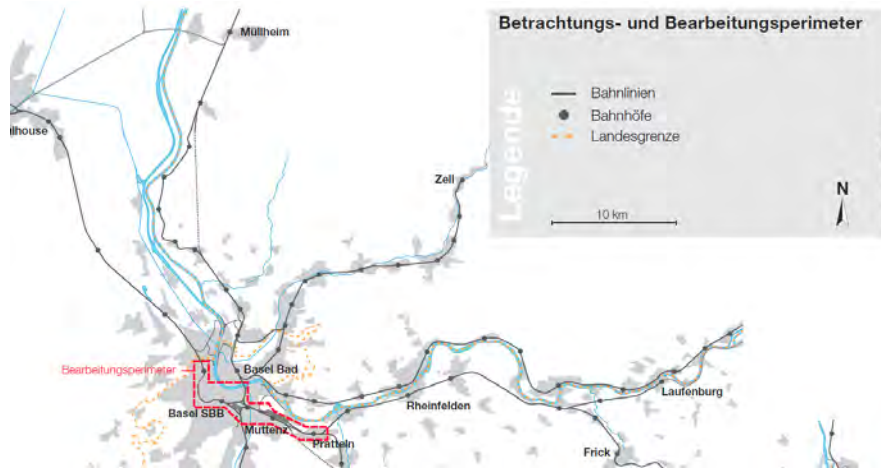 Betrachtungs- und Bearbeitungsperimeter
Legende
Bahnlinien
Bahnhöfe
Landesgrenze
10 km
N
Müllheim
ulhouse
Zell
Bearbeitungsperimeter
Basel Bad
Basel SBB
Muttenz
Pratteln
Rheinfelden
Laufenburg
Frick